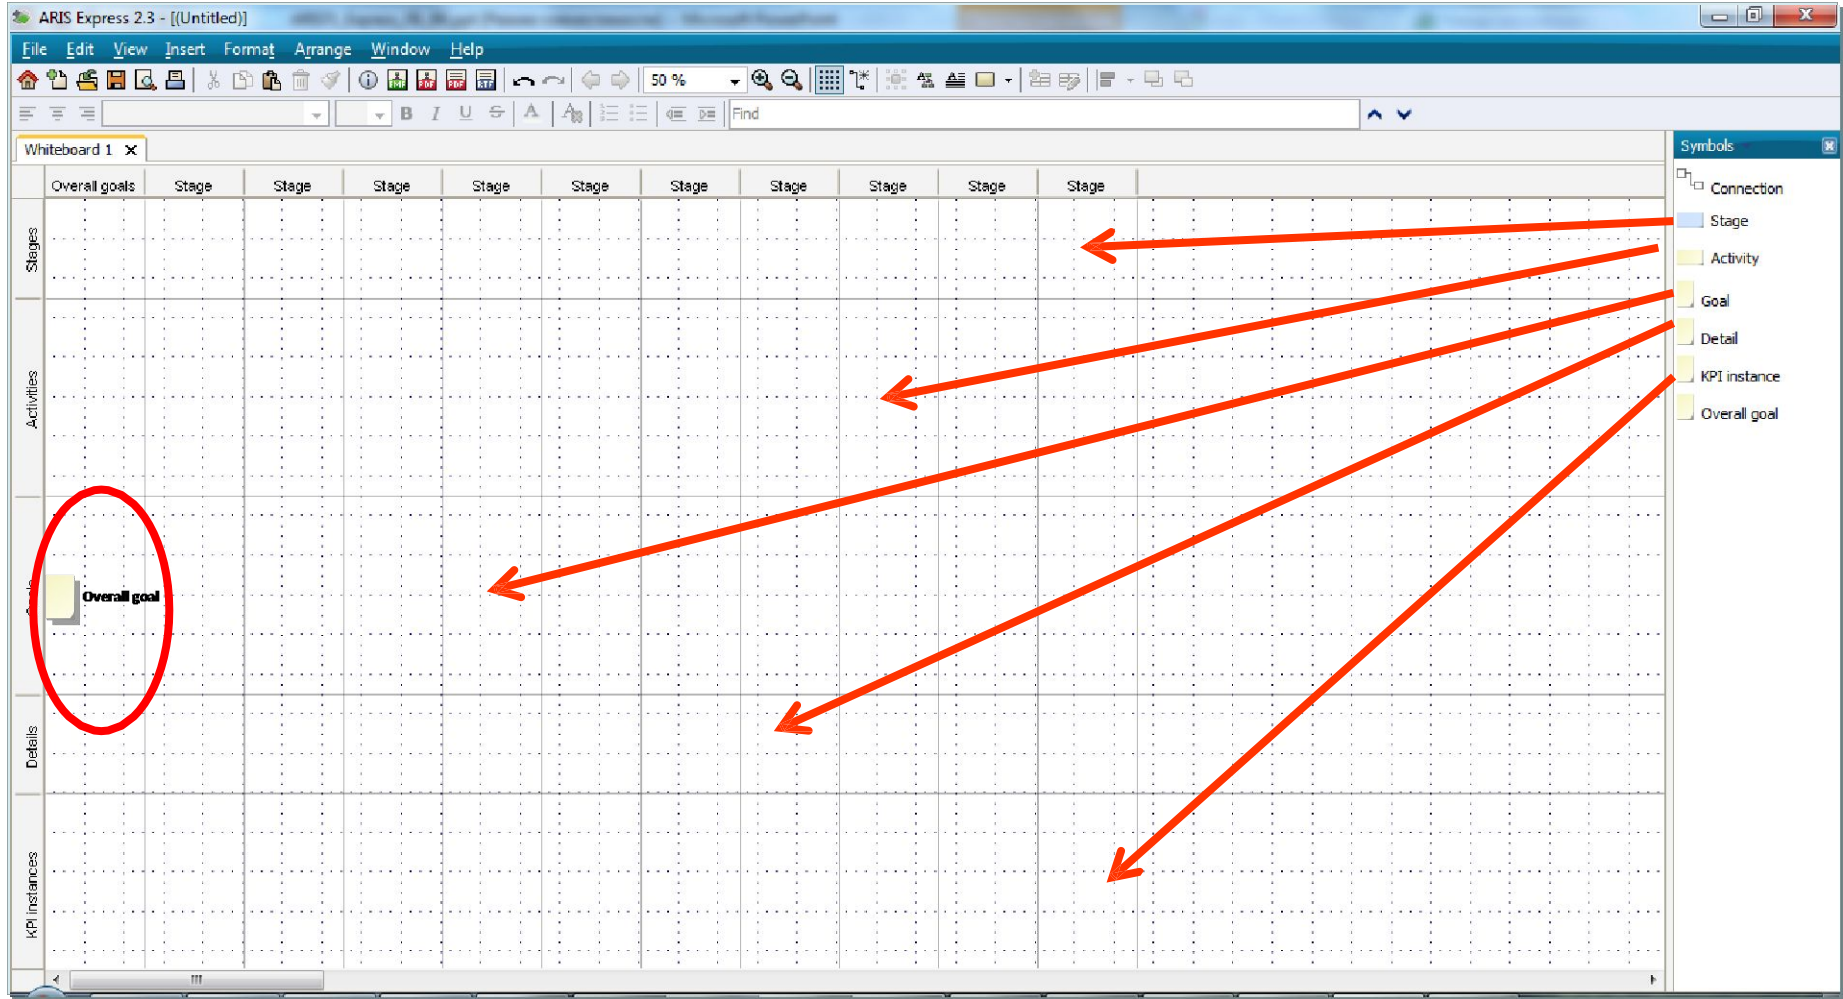 ARIS Express 2.3 - [(Untitled)]
File Edit View Insert Format Arrange Window Help
50 %
B I U S A
Find
Whiteboard 1 X
Overall goals Stage Stage Stage Stage Stage Stage Stage Stage Stage Stage
Stages
Activities
Overall goal
Details
KPI instances
Symbols
Connection
Stage
Activity
Goal
Detail
KPI instance
Overall goal